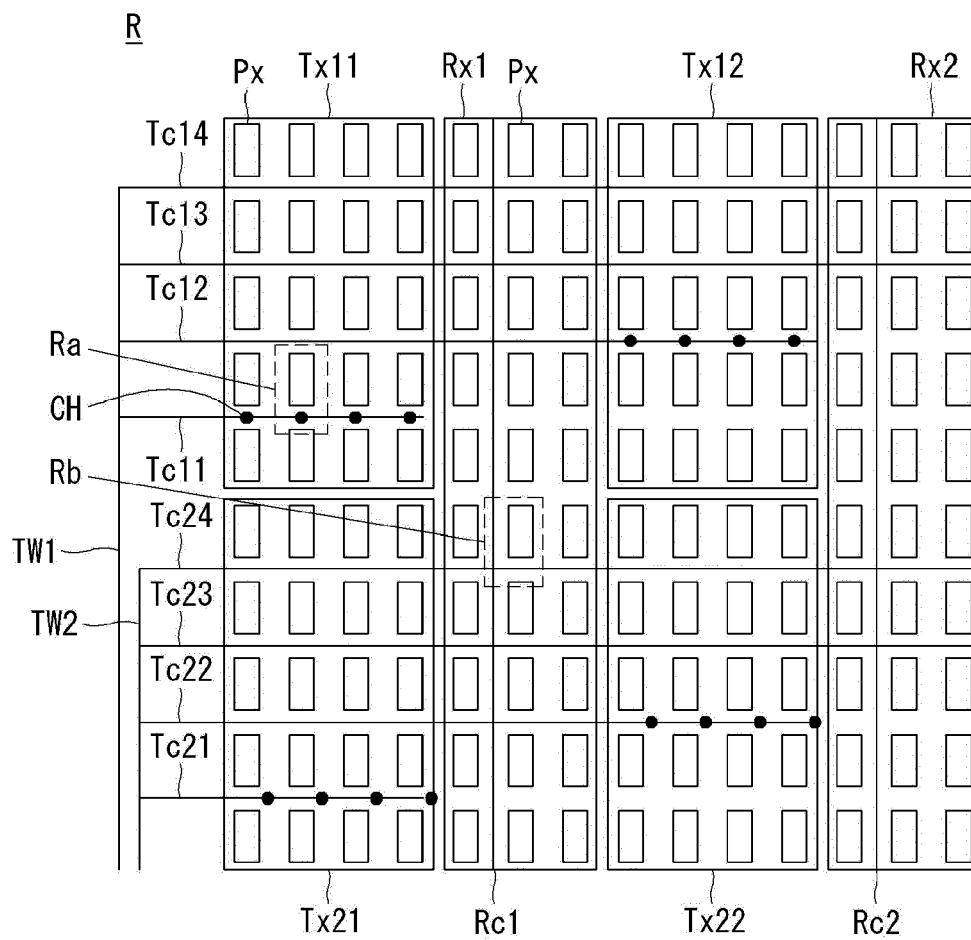 R
Px
Tx11
Rx1
Px
Tx12
Rx2
Tc14
Tc13
Tc12
Ra
CH
Tc11
Rb
Tc24
TW1
Tc23
TW2
Tc22
Tc21
Tx21
Rc1
Tx22
Rc2